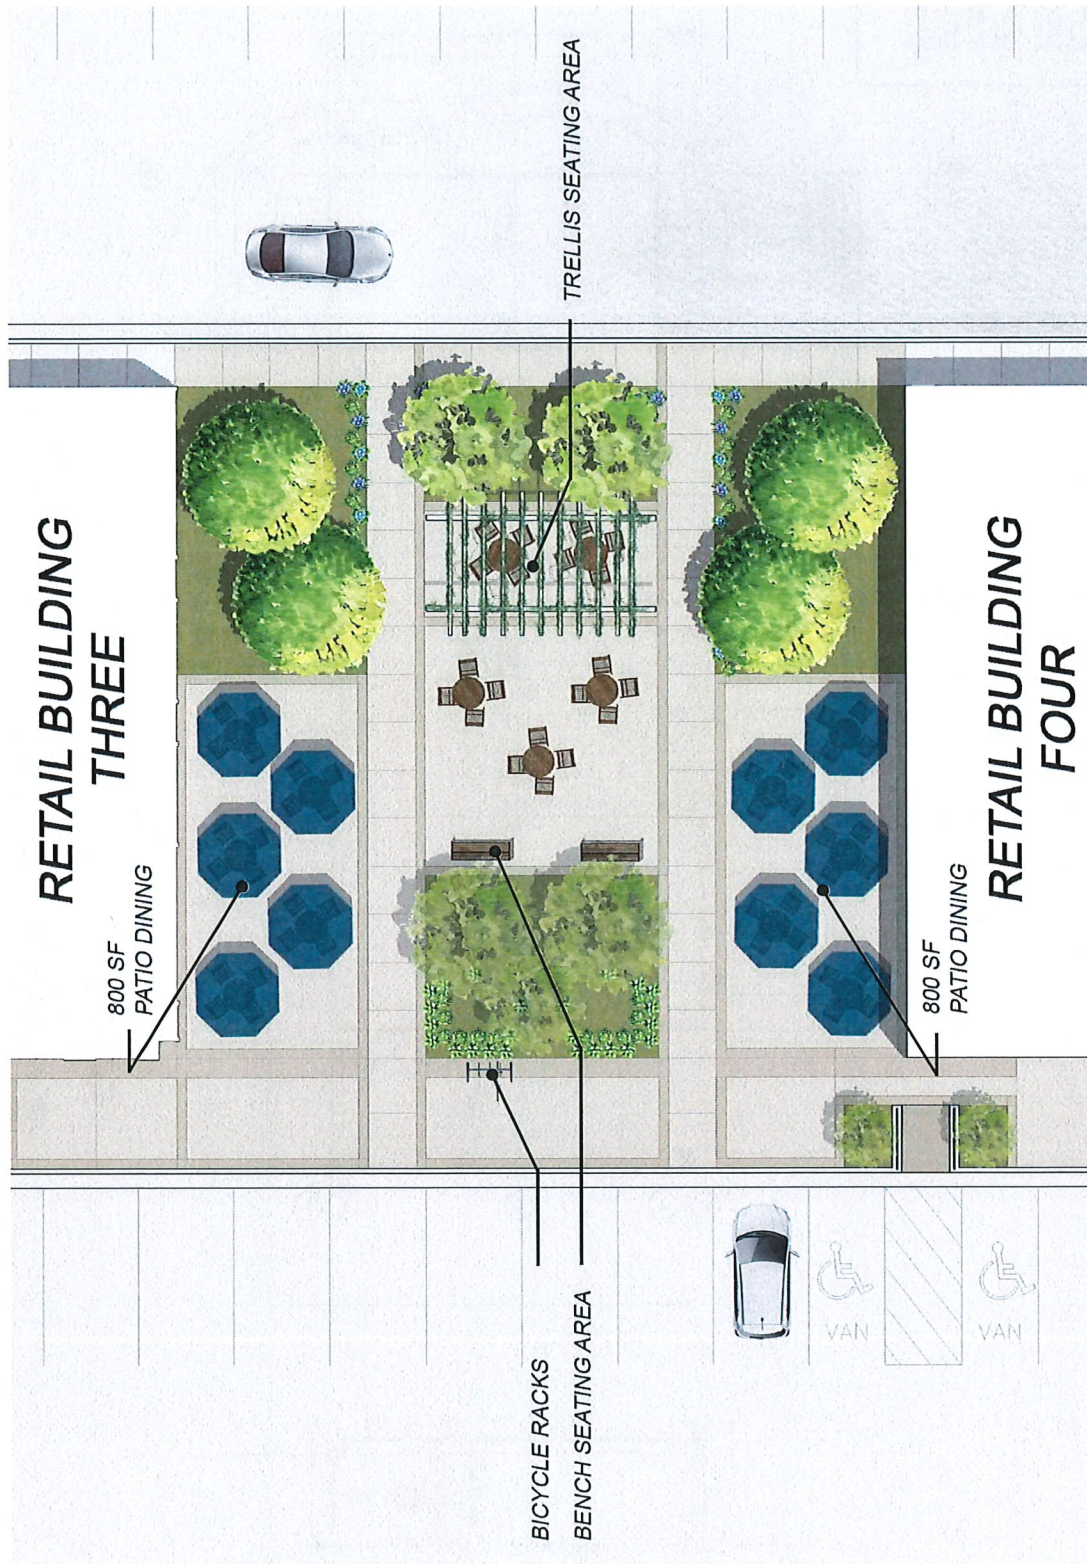 RETAIL BUILDING
THREE
800 SF
PATIO DINING
TRELLIS SEATING AREA
BICYCLE RACKS
BENCH SEATING AREA
RETAIL BUILDING
FOUR
800 SF
PATIO DINING
VAN
VAN